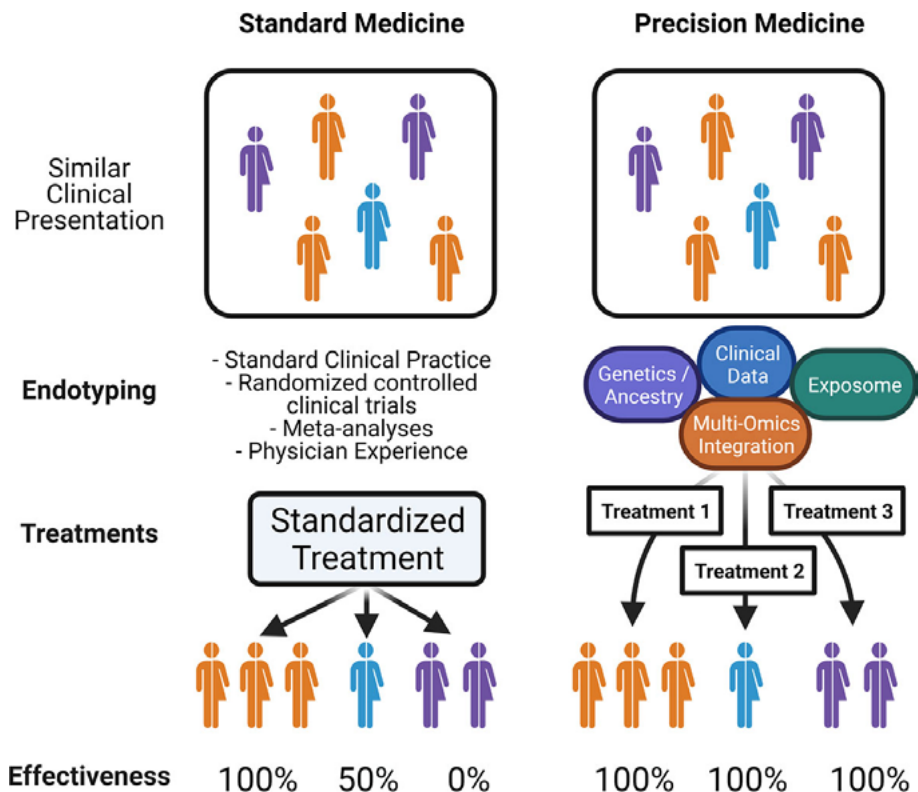 Standard Medicine
Precision Medicine
Similar
Clinical
Presentation
Endotyping
- Standard Clinical Practice
- Randomized controlled
clinical trials
- Meta-analyses
- Physician Experience
Genetics /
Ancestry
Clinical
Data
Exposome
Multi-Omics
Integration
Treatments
Standardized
Treatment
Treatment 1
Treatment 2
Treatment 3
Effectiveness
100% 50% 0%
100% 100% 100%